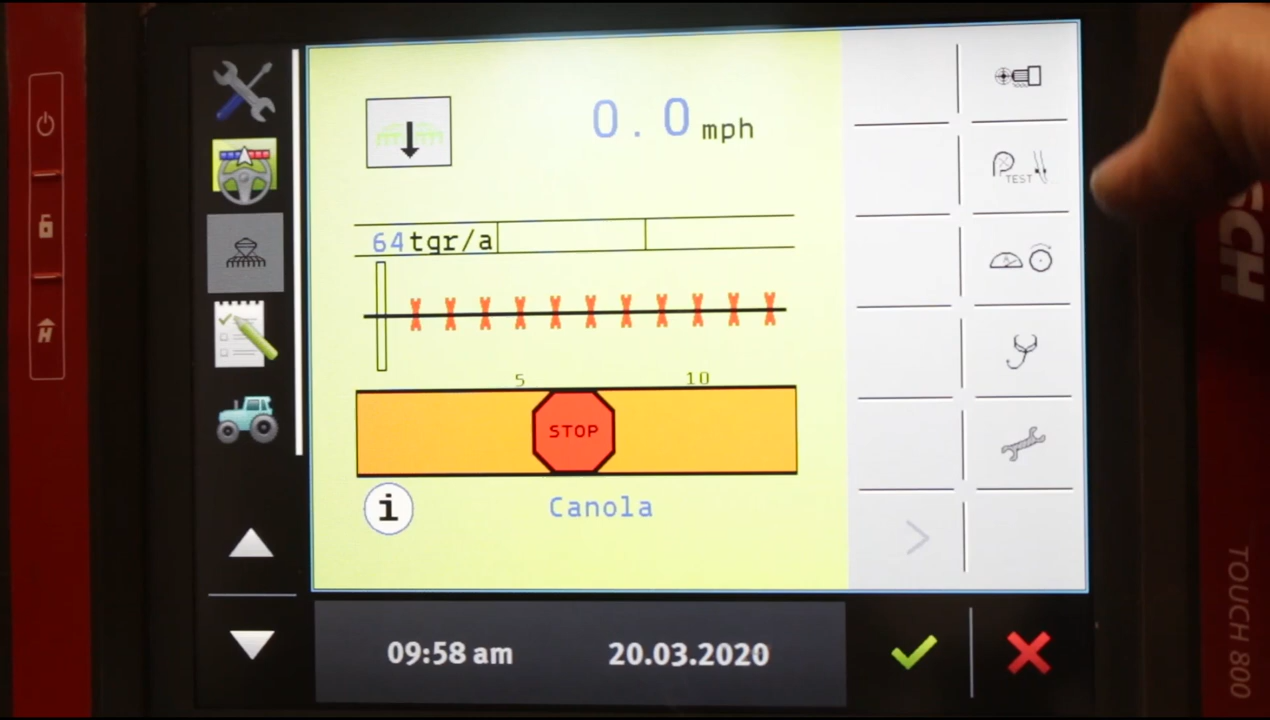 0.0 mph
TEST
64tgr/a
5 10
STOP
i
Canola
09:58 am 20.03.2020
SCH
TOUCH 800